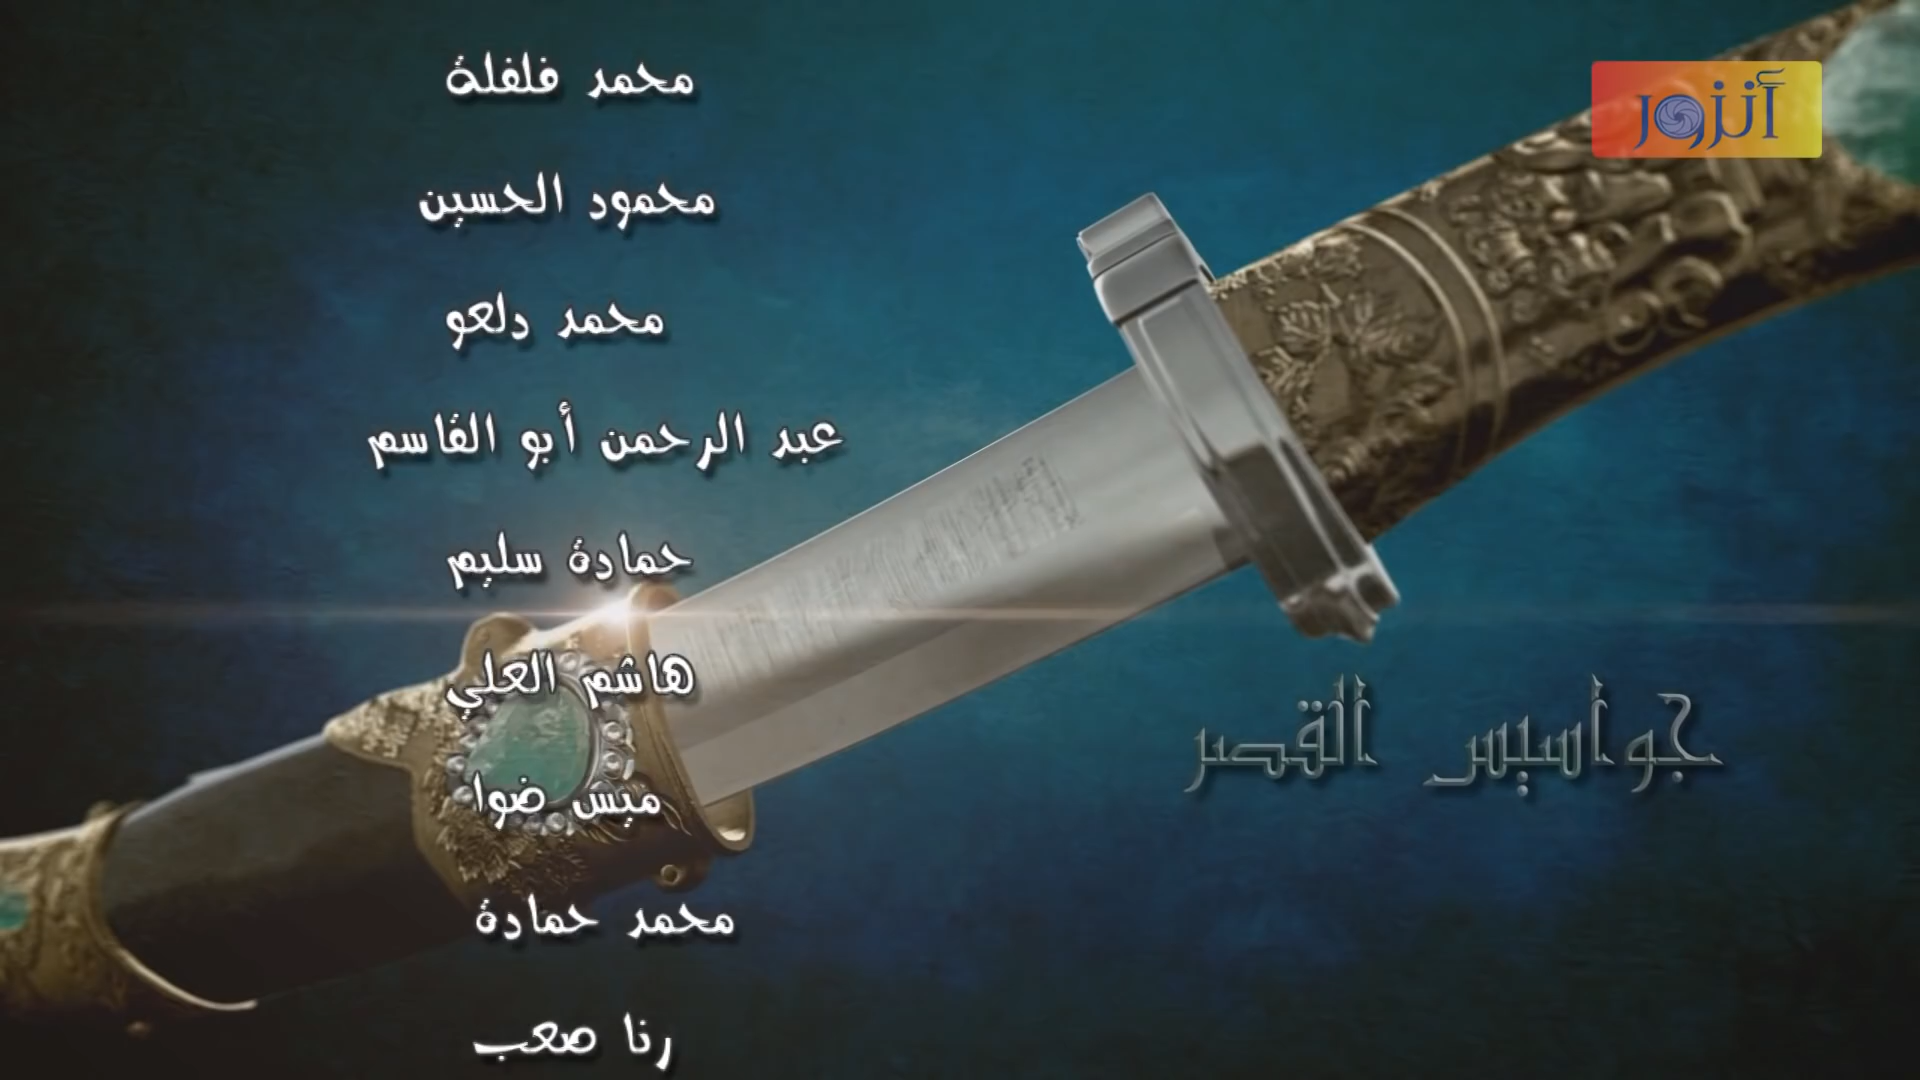 محمد فلفلة
آنزور
محمود الحسين
محمد دلعو
عبد الرحمن أبو القاسم
حمادة سليم
هاشم العلي
ميس ضوا
جواسيس القصر
محمد حمادة
رنا صعب